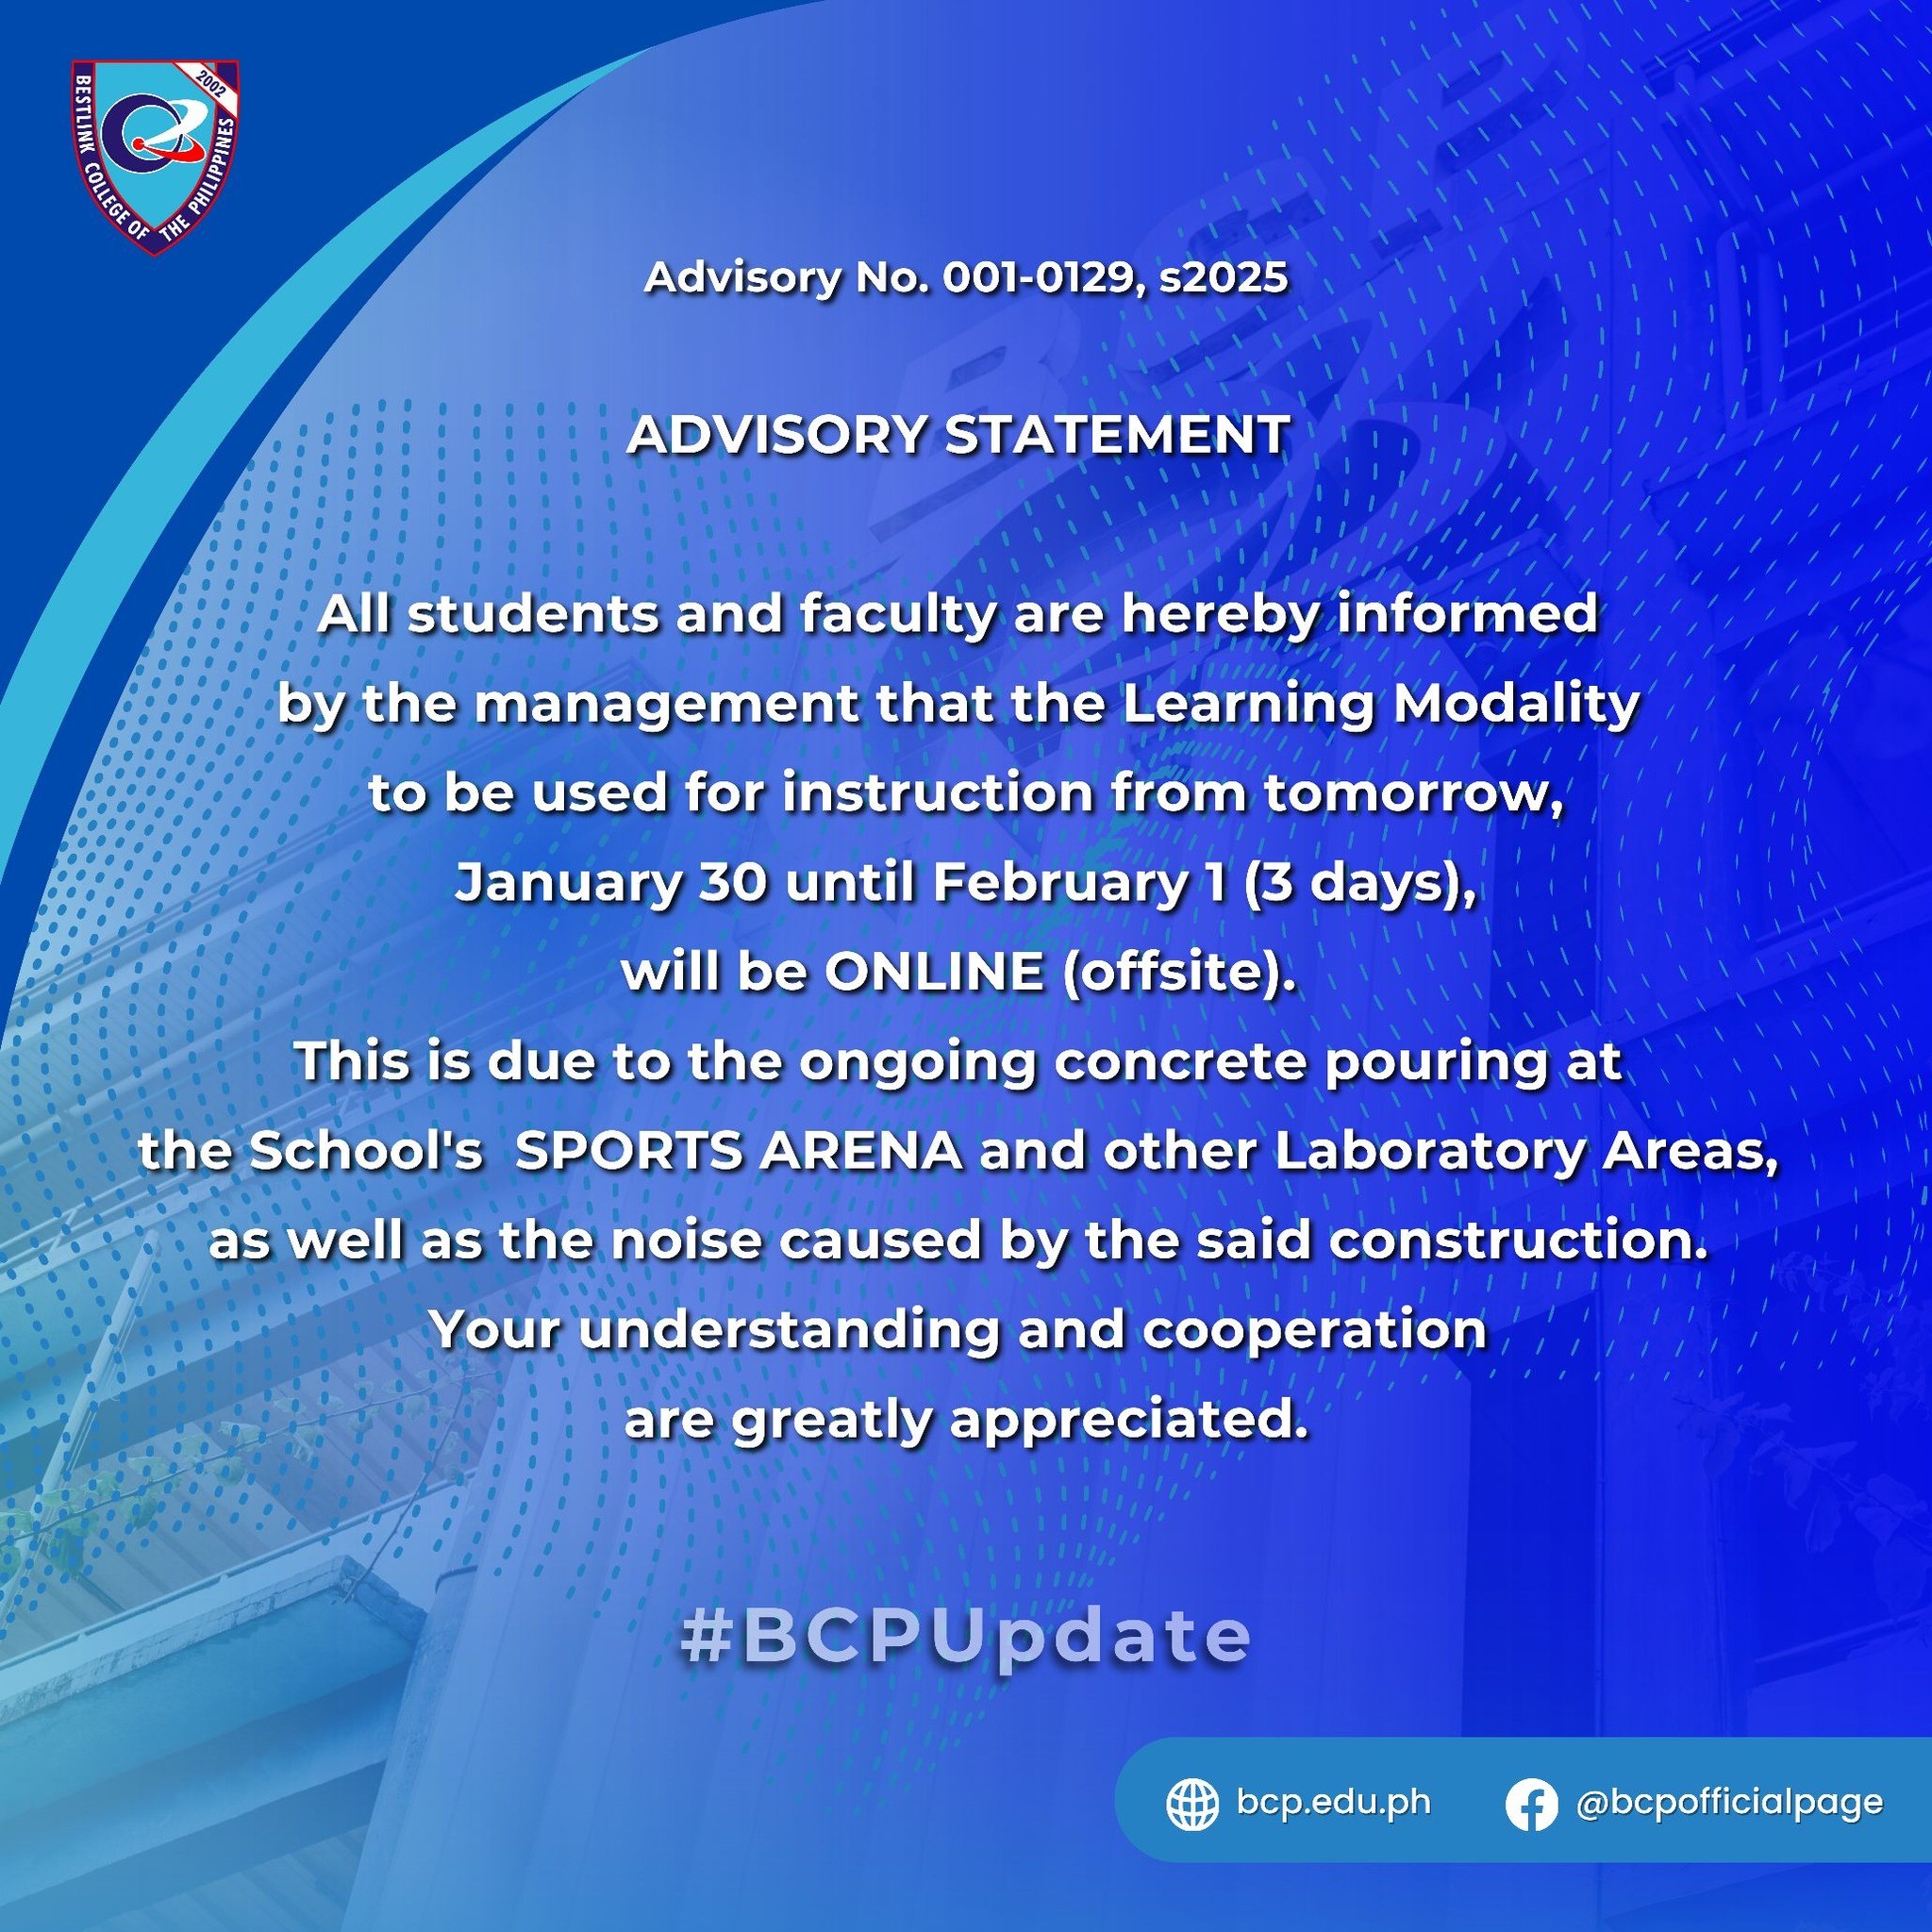 2002
BESTLINK COLLEGE OF THE PHILIPPINES
Advisory No. 001-0129, s2025
ADVISORY STATEMENT
All students and faculty are hereby informed
by the management that the Learning Modality
to be used for instruction from tomorrow,
January 30 until February 1 (3 days),
will be ONLINE (offsite).
This is due to the ongoing concrete pouring at
the School's  SPORTS ARENA and other Laboratory Areas,
as well as the noise caused by the said construction.
Your understanding and cooperation
are greatly appreciated.
#BCPUpdate
bcp.edu.ph @bcpofficialpage